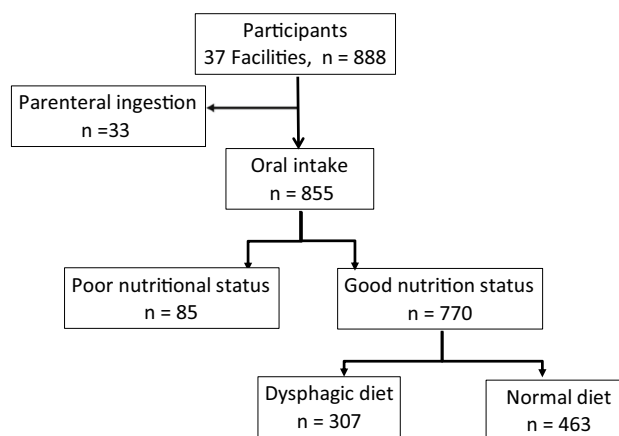 Participants
37 Facilities, n = 888
Parenteral ingestion
n =33
Oral intake
n = 855
Poor nutritional status
n = 85
Good nutrition status
n = 770
Dysphagic diet
n = 307
Normal diet
n = 463